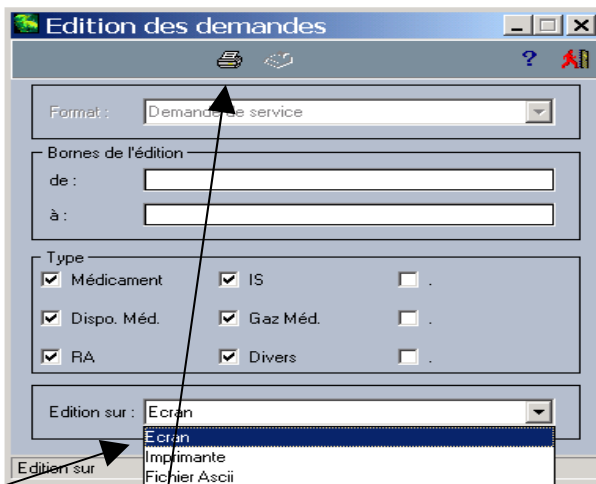 Edition des demandes
?
Format : Demande de service
Bornes de l'édition
de :
à :
Type
Médicament IS .
Dispo. Méd. Gaz Méd. .
RA Divers .
Edition sur : Ecran
Ecran
Imprimante
Fichier Ascii
Edition sur